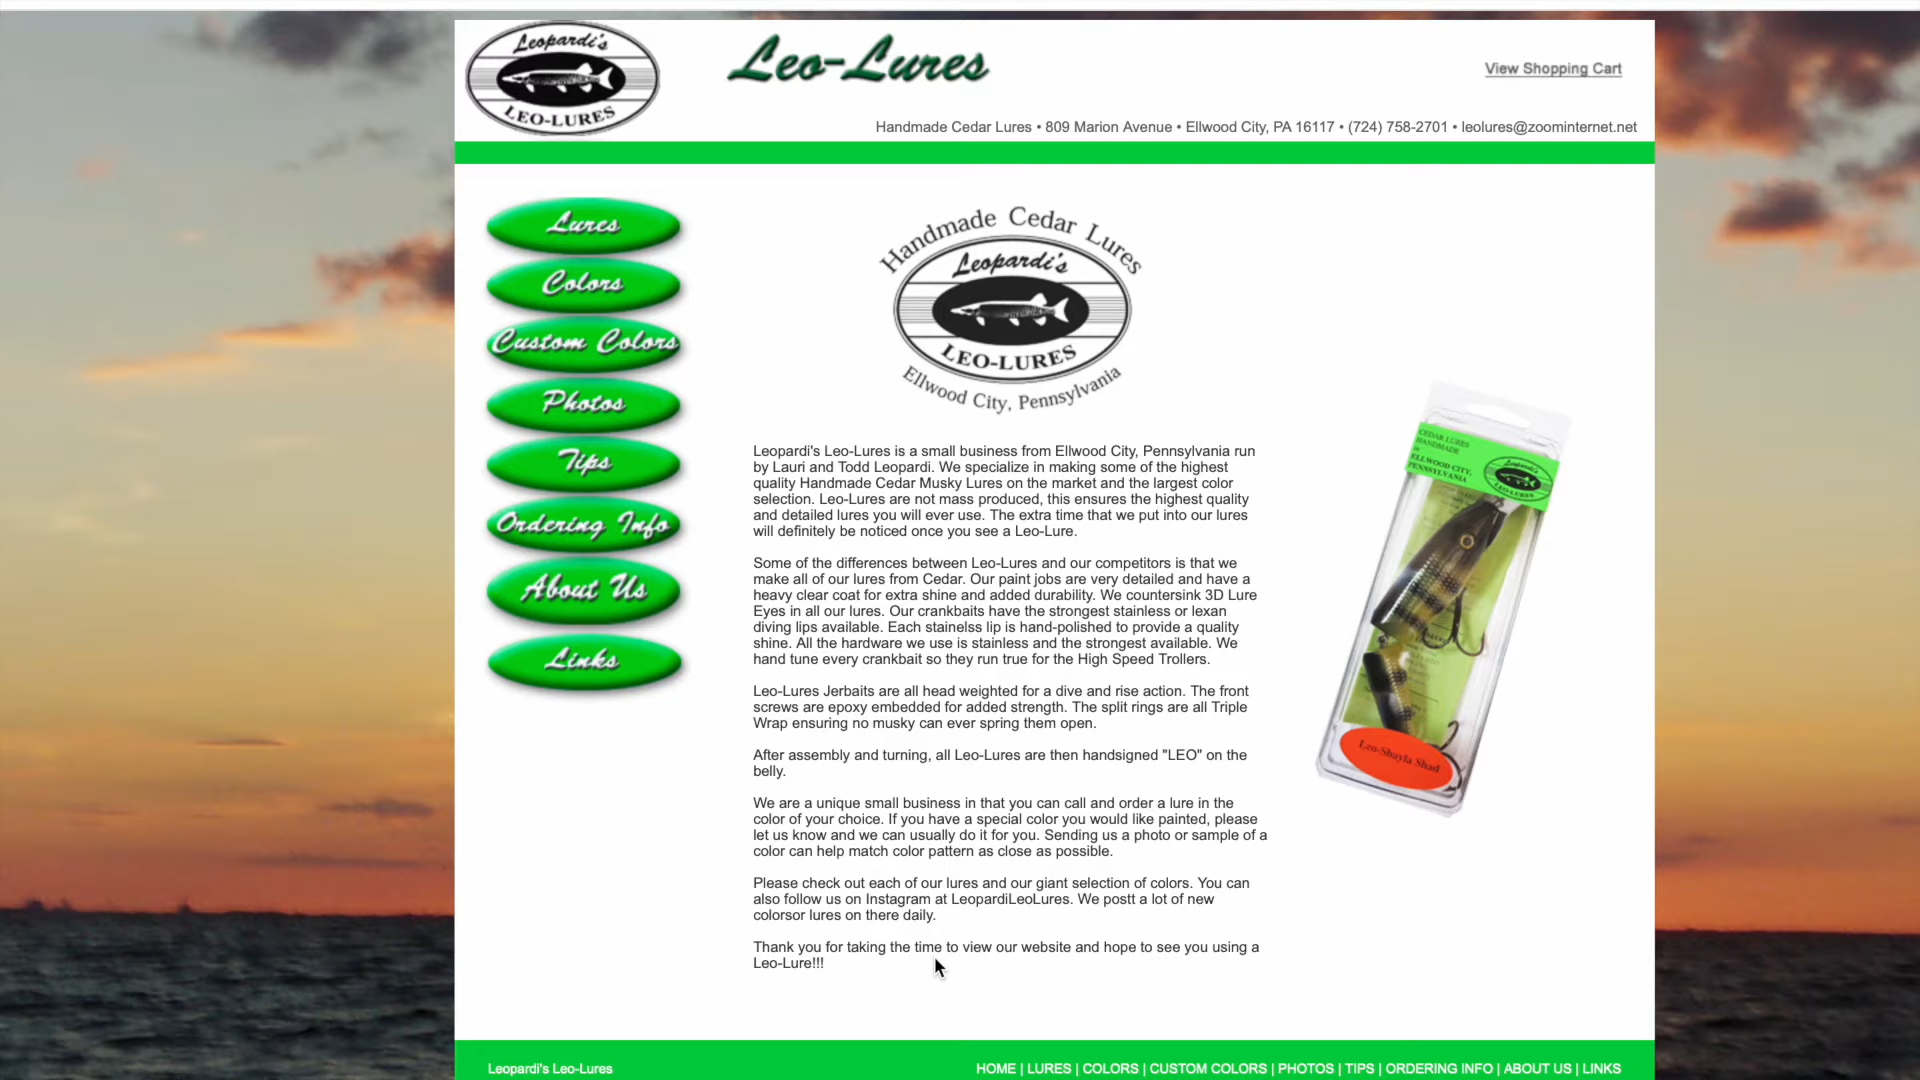 Leopardi's
LEO-LURES
Leo-Lures
View Shopping Cart
Handmade Cedar Lures • 809 Marion Avenue • Ellwood City, PA 16117 • (724) 758-2701 • leolures@zoominternet.net
Lures
Colors
Custom Colors
Photos
Tips
Ordering Info
About Us
Links
Handmade Cedar Lures
Leopardi's
LEO-LURES
Ellwood City, Pennsylvania
Leopardi's Leo-Lures is a small business from Ellwood City, Pennsylvania run
by Lauri and Todd Leopardi. We specialize in making some of the highest
quality Handmade Cedar Musky Lures on the market and the largest color
selection. Leo-Lures are not mass produced, this ensures the highest quality
and detailed lures you will ever use. The extra time that we put into our lures
will definitely be noticed once you see a Leo-Lure.
Some of the differences between Leo-Lures and our competitors is that we
make all of our lures from Cedar. Our paint jobs are very detailed and have a
heavy clear coat for extra shine and added durability. We countersink 3D Lure
Eyes in all our lures. Our crankbaits have the strongest stainless or lexan
diving lips available. Each stainelss lip is hand-polished to provide a quality
shine. All the hardware we use is stainless and the strongest available. We
hand tune every crankbait so they run true for the High Speed Trollers.
Leo-Lures Jerbaits are all head weighted for a dive and rise action. The front
screws are epoxy embedded for added strength. The split rings are all Triple
Wrap ensuring no musky can ever spring them open.
After assembly and turning, all Leo-Lures are then handsigned "LEO" on the
belly.
We are a unique small business in that you can call and order a lure in the
color of your choice. If you have a special color you would like painted, please
let us know and we can usually do it for you. Sending us a photo or sample of a
color can help match color pattern as close as possible.
Please check out each of our lures and our giant selection of colors. You can
also follow us on Instagram at LeopardiLeoLures. We postt a lot of new
colorsor lures on there daily.
Thank you for taking the time to view our website and hope to see you using a
Leo-Lure!!!
CEDAR LURES
HANDMADE
in
ELLWOOD CITY,
PENNSYLVANIA
Leopardi's
LEO-LURES
Leo-Shayla Shad
Leopardi's Leo-Lures
HOME | LURES | COLORS | CUSTOM COLORS | PHOTOS | TIPS | ORDERING INFO | ABOUT US | LINKS